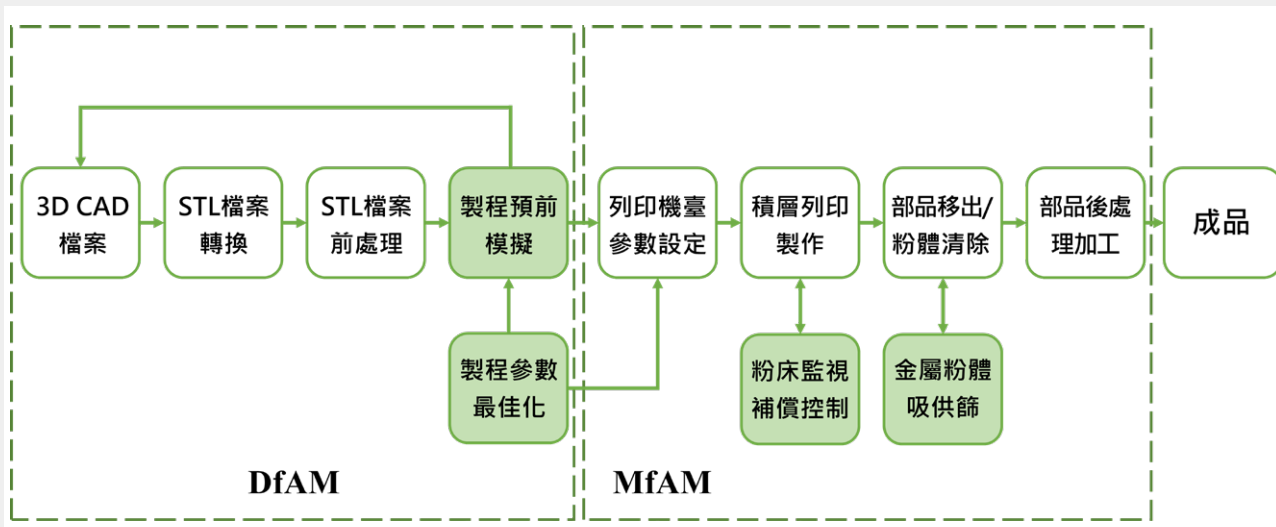 3D CAD
檔案
STL檔案
轉換
STL檔案
前處理
製程預前
模擬
列印機臺
參數設定
積層列印
製作
部品移出/
粉體清除
部品後處
理加工
成品
製程參數
最佳化
粉床監視
補償控制
金屬粉體
吸供篩
DfAM
MfAM